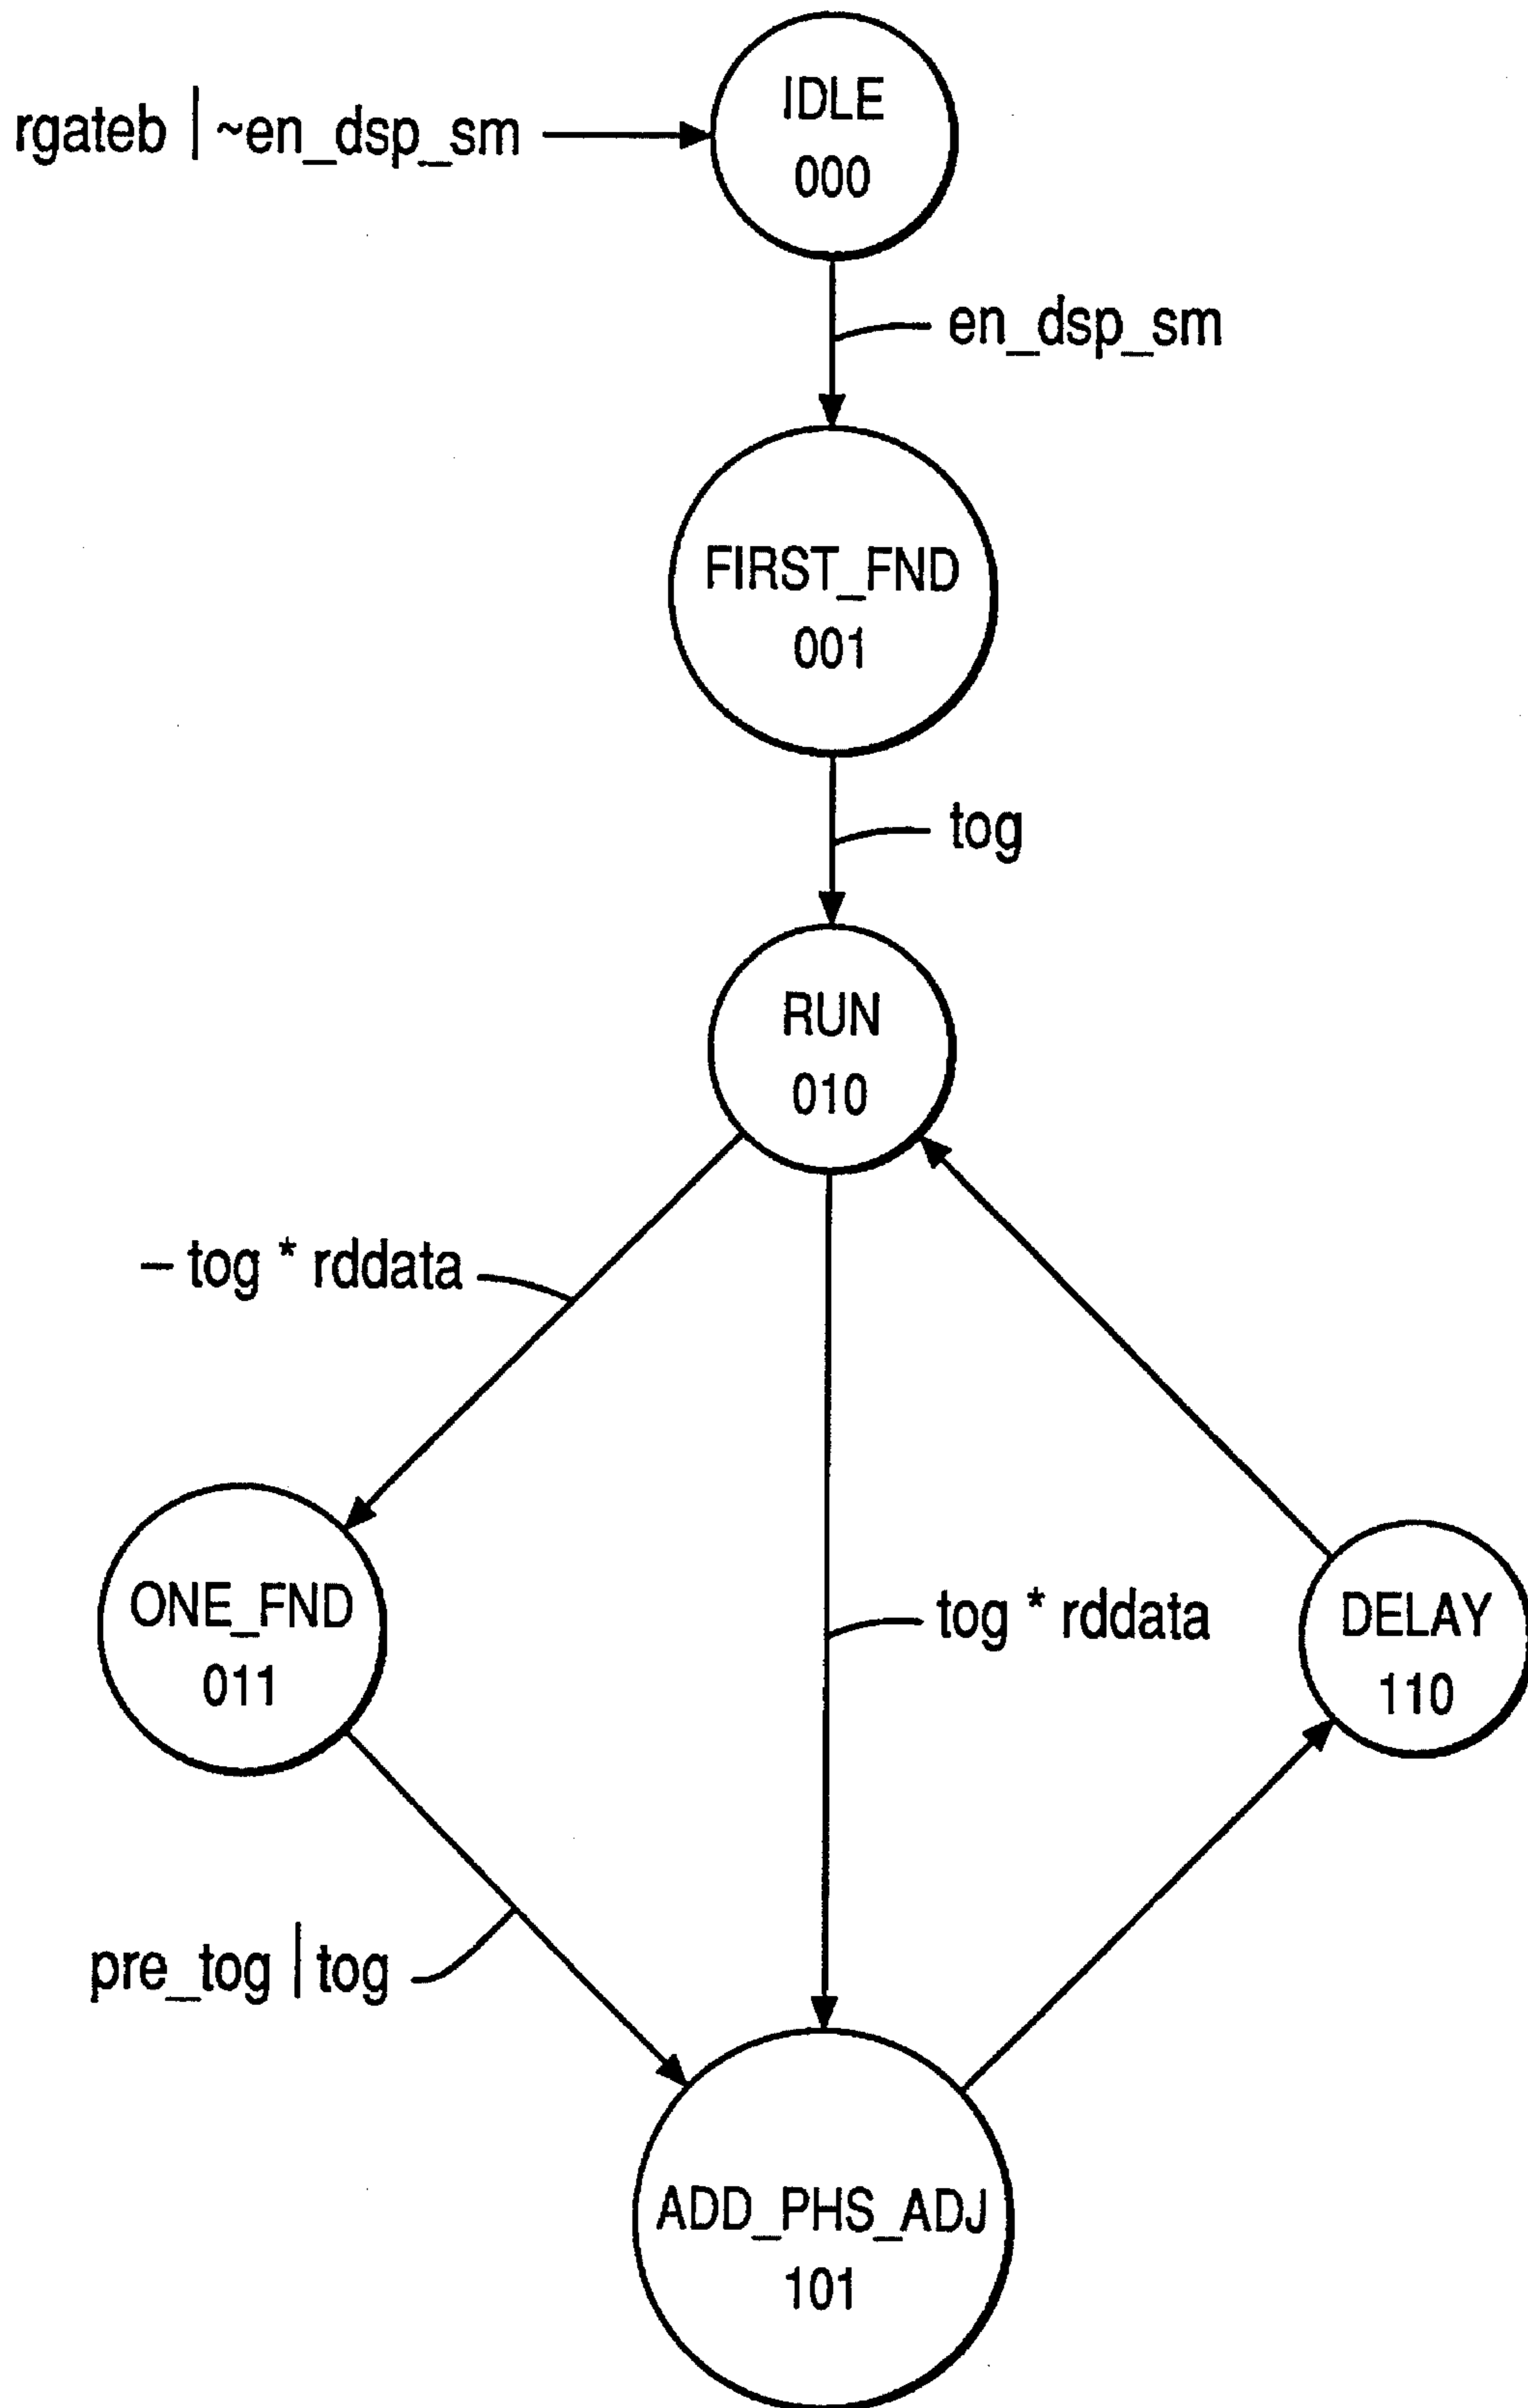 IDLE
000
rgateb | ~en_dsp_sm
en_dsp_sm
FIRST_FND
001
tog
RUN
010
– tog * rddata
ONE_FND
011
tog * rddata
DELAY
110
pre_tog | tog
ADD_PHS_ADJ
101